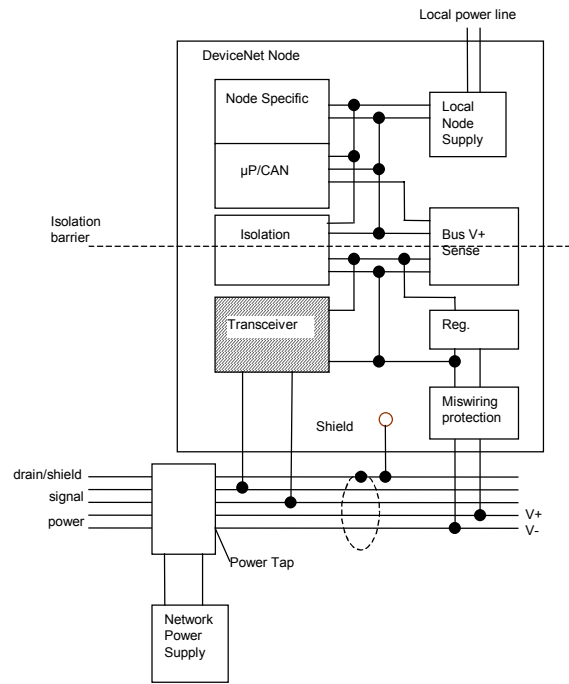 Local power line
DeviceNet Node
Node Specific
Local
Node
Supply
µP/CAN
Isolation
barrier
Isolation
Bus V+
Sense
Transceiver
Reg.
Miswiring
protection
Shield
drain/shield
signal
power
V+
V-
Power Tap
Network
Power
Supply